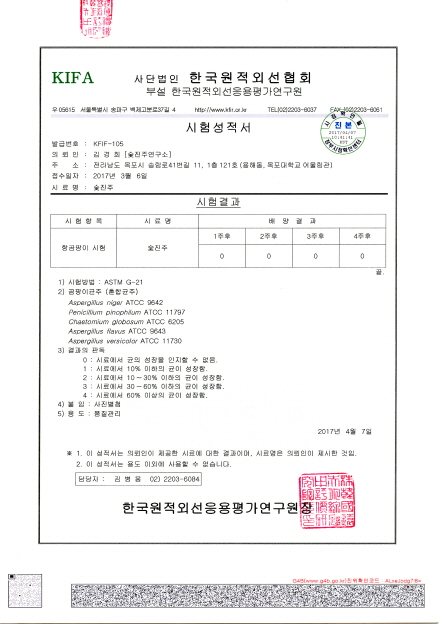 KIFA
사단법인 한국원적외선협회
부설 한국원적외선응용평가연구원
우 05615 서울특별시 송파구 백제고분로37길 4 http://www.kifir.or.kr TEL(02)2203-6037 FAX (02)2203-6061
시험성적서
진본
2017/04/07
발급번호 : KFIF-105
의 뢰 인 : 김 경 희 [숯진주연구소]
주 소 : 전라남도 목포시 송림로41번길 11, 1층 121호 (용해동, 목포대학교 어울림관)
접수일자 : 2017년 3월 6일
시 료 명 : 숯진주
시험결과
시 험 항 목 시 료 명 배 양 결 과
1주후 2주후 3주후 4주후
항곰팡이 시험 숯진주 0 0 0 0
끝.
1) 시험방법 : ASTM G-21
2) 곰팡이균주 (혼합균주)
Aspergillus niger ATCC 9642
Penicillium pinophilum ATCC 11797
Chaetomium globosum ATCC 6205
Aspergillus flavus ATCC 9643
Aspergillus versicolor ATCC 11730
3) 결과의 판독
0 : 시료에서 균의 성장을 인지할 수 없음.
1 : 시료에서 10% 이하의 균이 성장함.
2 : 시료에서 10－30% 이하의 균이 성장함.
3 : 시료에서 30－60% 이하의 균이 성장함.
4 : 시료에서 60% 이상의 균이 성장함.
4) 붙 임 : 사진별첨
5) 용 도 : 품질관리
2017년 4월 7일
※ 1. 이 성적서는 의뢰인이 제공한 시료에 대한 결과이며, 시료명은 의뢰인이 제시한 것임.
2. 이 성적서는 용도 이외에 사용할 수 없습니다.
담당자 : 김 병 용 02) 2203-6084
한국원적외선응용평가연구원장